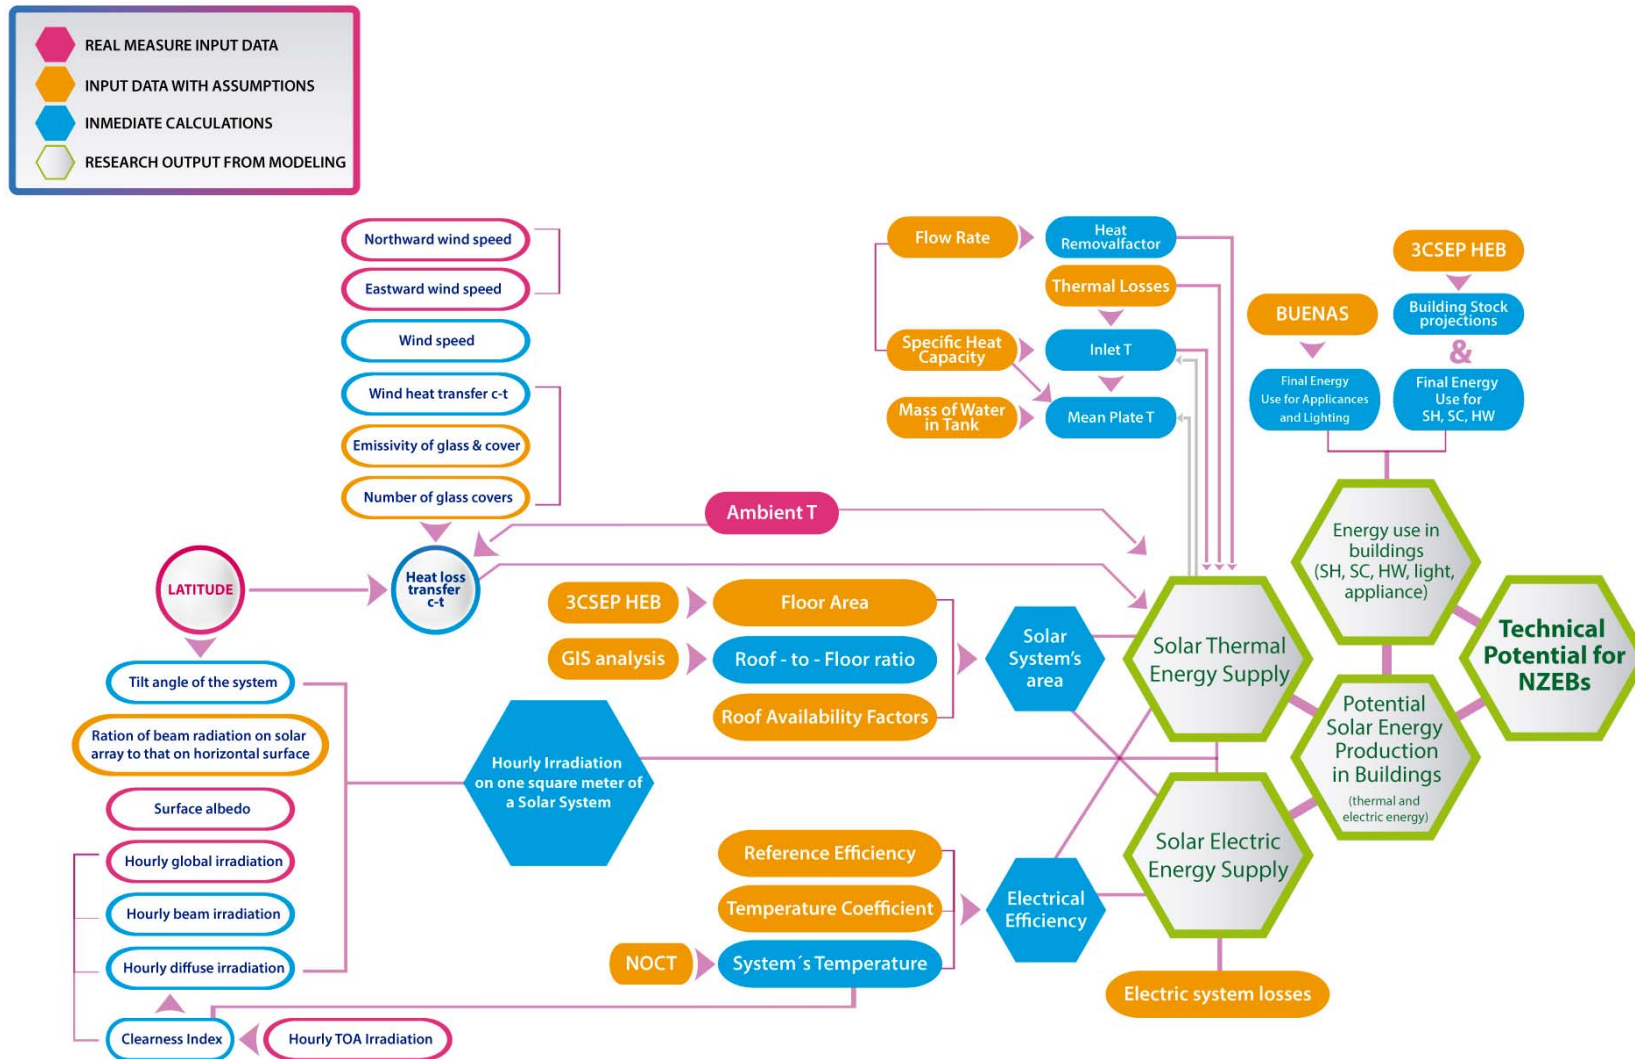 REAL MEASURE INPUT DATA
INPUT DATA WITH ASSUMPTIONS
INMEDIATE CALCULATIONS
RESEARCH OUTPUT FROM MODELING
Northward wind speed
Eastward wind speed
Wind speed
Wind heat transfer c-t
Emissivity of glass & cover
Number of glass covers
Flow Rate
Heat
Removalfactor
Thermal Losses
Specific Heat
Capacity
Inlet T
Mass of Water
in Tank
Mean Plate T
3CSEP HEB
BUENAS
Building Stock
projections
&
Final Energy
Use for Applicances
and Lighting
Final Energy
Use for
SH, SC, HW
Ambient T
LATITUDE
Heat loss
transfer
c-t
3CSEP HEB
Floor Area
GIS analysis
Roof - to - Floor ratio
Roof Availability Factors
Solar
System's
area
Solar Thermal
Energy Supply
Energy use in
buildings
(SH, SC, HW, light,
appliance)
Technical
Potential for
NZEBs
Potential
Solar Energy
Production
in Buildings
(thermal and
electric energy)
Tilt angle of the system
Ration of beam radiation on solar
array to that on horizontal surface
Surface albedo
Hourly global irradiation
Hourly beam irradiation
Hourly diffuse irradiation
Clearness Index
Hourly TOA Irradiation
Hourly Irradiation
on one square meter of
a Solar System
Reference Efficiency
Temperature Coefficient
NOCT
System´s Temperature
Electrical
Efficiency
Solar Electric
Energy Supply
Electric system losses